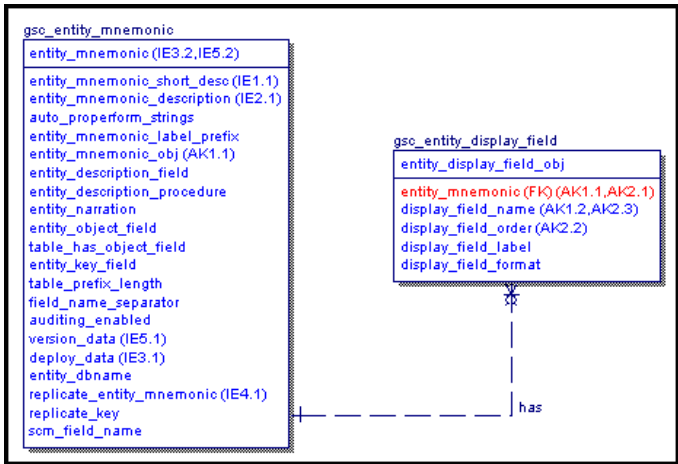 gsc_entity_mnemonic
entity_mnemonic (IE3.2,IE5.2)
entity_mnemonic_short_desc (IE1.1)
entity_mnemonic_description (IE2.1)
auto_properform_strings
entity_mnemonic_label_prefix
entity_mnemonic_obj (AK1.1)
entity_description_field
entity_description_procedure
entity_narration
entity_object_field
table_has_object_field
entity_key_field
table_prefix_length
field_name_separator
auditing_enabled
version_data (IE5.1)
deploy_data (IE3.1)
entity_dbname
replicate_entity_mnemonic (IE4.1)
replicate_key
scm_field_name
gsc_entity_display_field
entity_display_field_obj
entity_mnemonic (FK) (AK1.1,AK2.1)
display_field_name (AK1.2,AK2.3)
display_field_order (AK2.2)
display_field_label
display_field_format
has